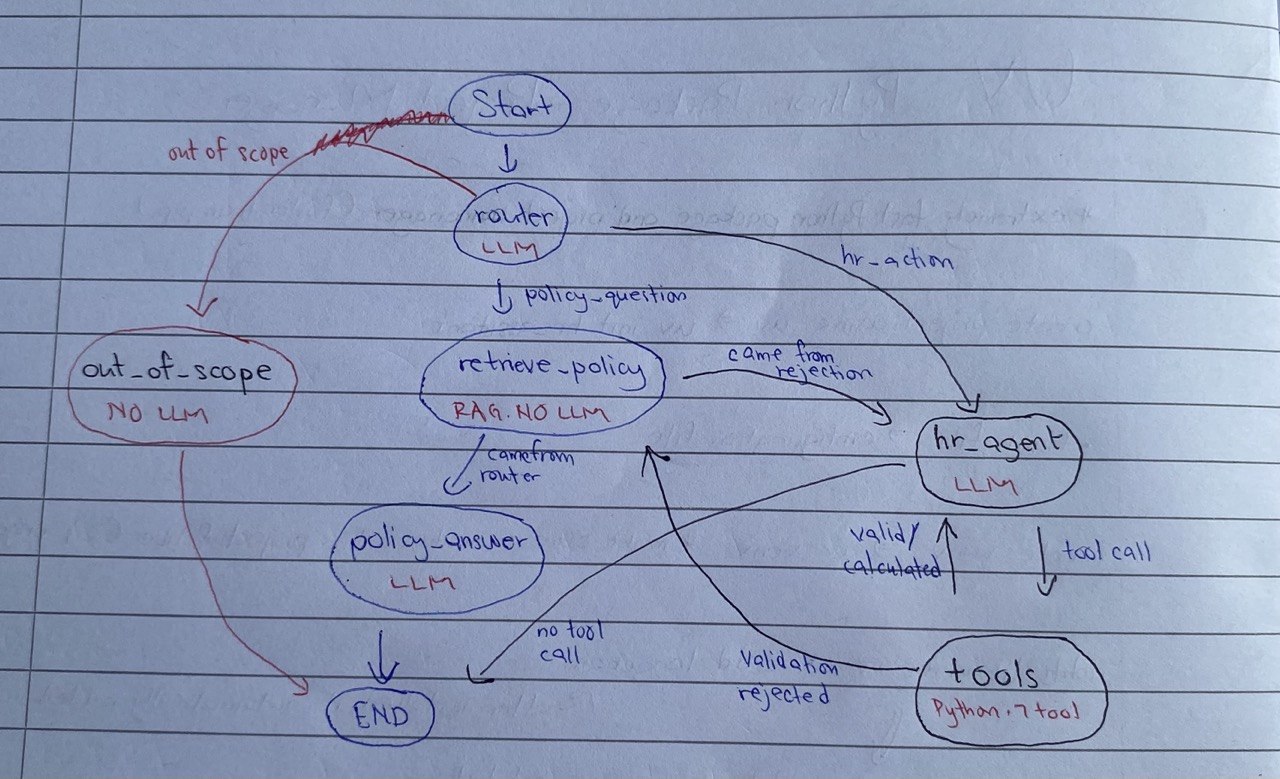 Start
out of scope
router
LLM
hr_action
policy_question
out_of_scope
NO LLM
retrieve_policy
RAG. NO LLM
came from
rejection
hr_agent
LLM
came from
router
policy_answer
LLM
valid/
calculated
tool call
no tool
call
validation
rejected
tools
Python. 7 tool
END